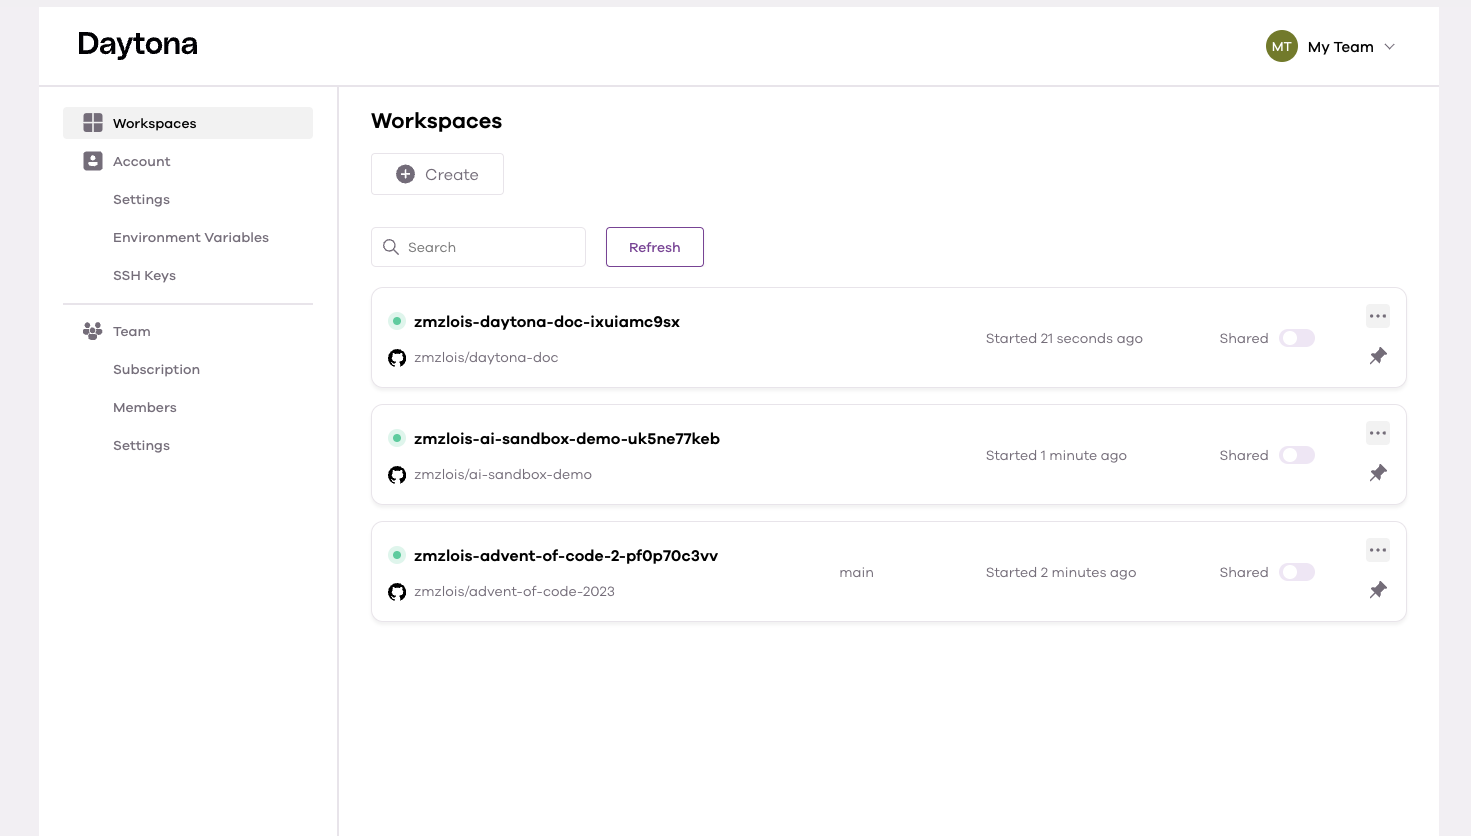 Daytona
MT My Team
Workspaces
Account
Settings
Environment Variables
SSH Keys
Team
Subscription
Members
Settings
Workspaces
Create
Search
Refresh
zmzlois-daytona-doc-ixuiamc9sx
zmzlois/daytona-doc
Started 21 seconds ago
Shared
zmzlois-ai-sandbox-demo-uk5ne77keb
zmzlois/ai-sandbox-demo
Started 1 minute ago
Shared
zmzlois-advent-of-code-2-pf0p70c3vv
zmzlois/advent-of-code-2023
main
Started 2 minutes ago
Shared